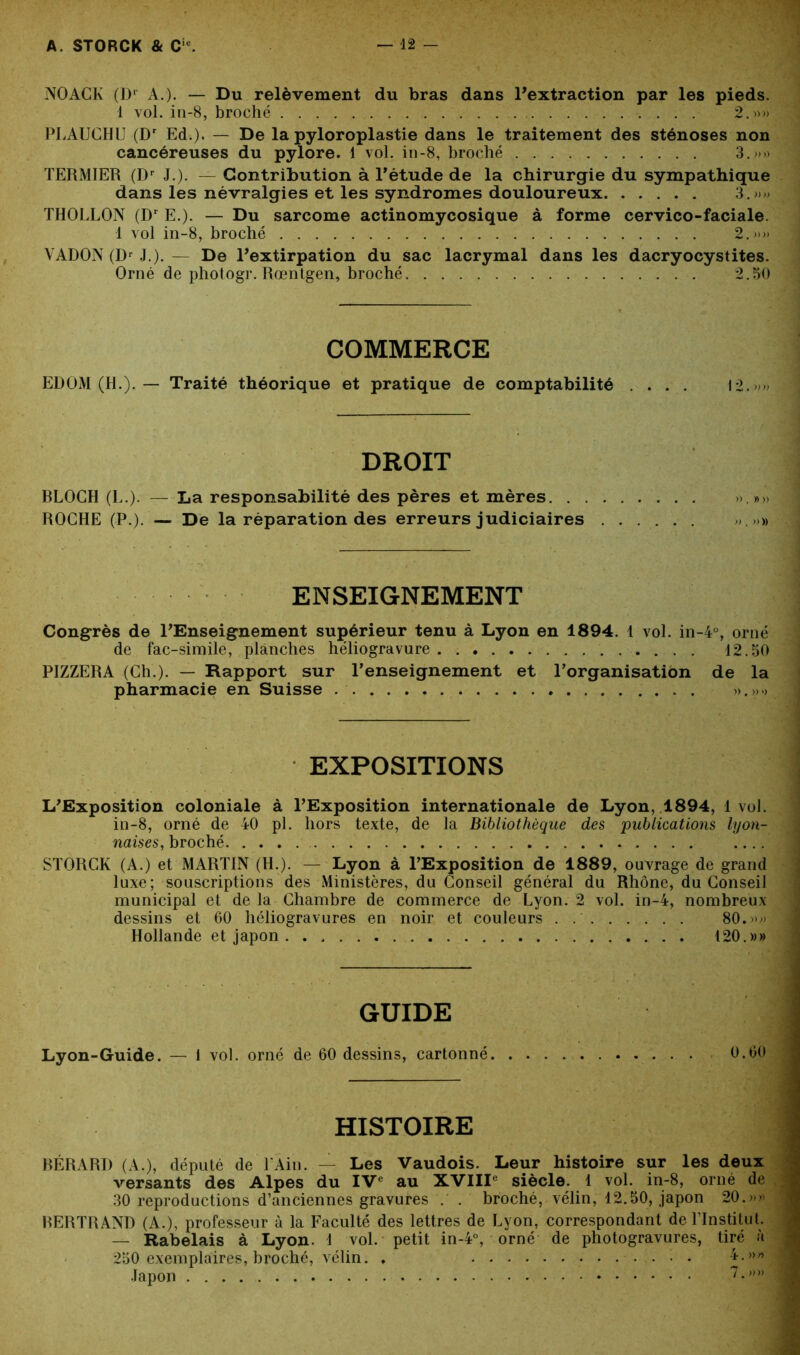 A. STORCK & Cie. — 12 —
NOACK (Dr A.). — Du relèvement du bras dans l'extraction par les pieds.
1 vol. in-8, broché . . . . . . . . . . 2.»»
PLAUCHU (Dr Ed.). — De la pyloroplastie dans le traitement des sténoses non
cancéreuses du pylore. 1 vol. in-8, broché . . . . . . . . . . 3.»»
TERMIER (Dr J.). — Contribution à l'étude de la chirurgie du sympathique
dans les névralgies et les syndromes douloureux. . . . . . 3.»»
THOLLON (Dr E.). — Du sarcome actinomycosique à forme cervico-faciale.
1 vol in-8, broché . . . . . . . . . . 2.»»
VADON (Dr J.). — De l'extirpation du sac lacrymal dans les dacryocystites.
Orné de photogr. Rœntgen, broché. . . . . . . . . . 2.50
COMMERCE
EDOM (H.). — Traité théorique et pratique de comptabilité . . . . 12.»»
DROIT
BLOCH (L.). — La responsabilité des pères et mères. . . . . . . . . ».»»
ROCHE (P.). — De la réparation des erreurs judiciaires . . . . . . ».»»
ENSEIGNEMENT
Congrès de l'Enseignement supérieur tenu à Lyon en 1894. 1 vol. in-4°, orné
de fac-simile, planches héliogravure . . . . . . . . . . 12.50
PIZZERA (Ch.). — Rapport sur l'enseignement et l'organisation de la
pharmacie en Suisse . . . . . . . . . . ».»»
EXPOSITIONS
L'Exposition coloniale à l'Exposition internationale de Lyon, 1894, 1 vol.
in-8, orné de 40 pl. hors texte, de la Bibliothèque des publications lyon-
naises, broché. . . . . . . . . . ....
STORCK (A.) et MARTIN (H.). — Lyon à l'Exposition de 1889, ouvrage de grand
luxe; souscriptions des Ministères, du Conseil général du Rhône, du Conseil
municipal et de la Chambre de commerce de Lyon. 2 vol. in-4, nombreux
dessins et 60 héliogravures en noir et couleurs . . . . . . . . 80.»»
Hollande et japon . . . . . . . . . . 120.»»
GUIDE
Lyon-Guide. — 1 vol. orné de 60 dessins, cartonné. . . . . . . . . . 0.60
HISTOIRE
BÉRARD (A.), député de l'Ain. — Les Vaudois. Leur histoire sur les deux
versants des Alpes du IVe au XVIIIe siècle. 1 vol. in-8, orné de
30 reproductions d'anciennes gravures . . broché, vélin, 12.50, japon 20.»»
BERTRAND (A.), professeur à la Faculté des lettres de Lyon, correspondant de l'Institut.
— Rabelais à Lyon. 1 vol. petit in-4°, orné de photogravures, tiré à
250 exemplaires, broché, vélin. . . . . . . . . . . 4.»»
Japon . . . . . . . . . . 7.»»